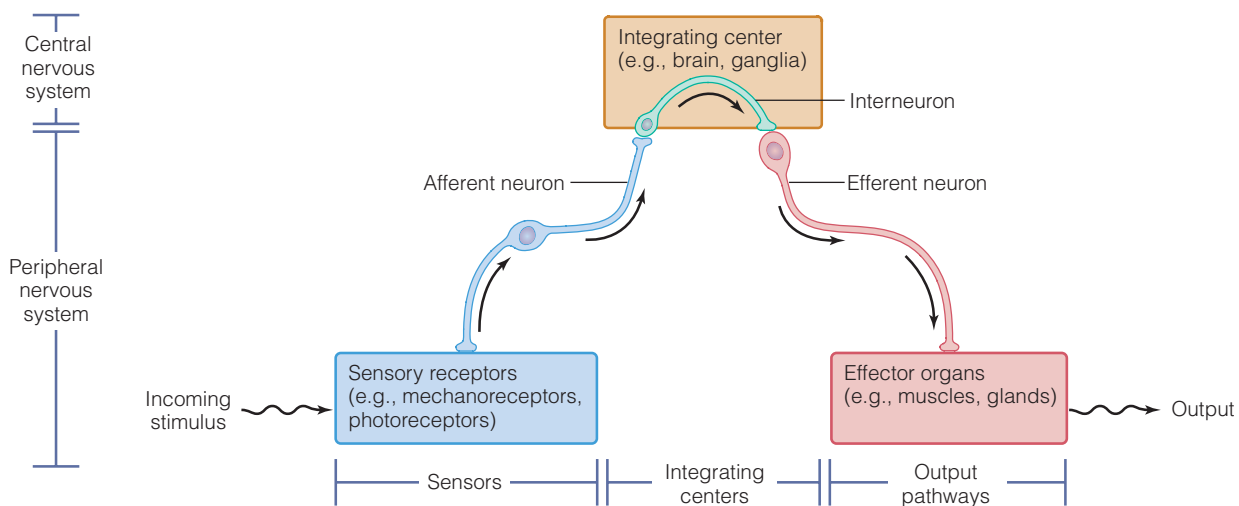 Central
nervous
system
Integrating center
(e.g., brain, ganglia)
Interneuron
Afferent neuron
Efferent neuron
Peripheral
nervous
system
Incoming
stimulus
Sensory receptors
(e.g., mechanoreceptors,
photoreceptors)
Effector organs
(e.g., muscles, glands)
Output
Sensors
Integrating
centers
Output
pathways